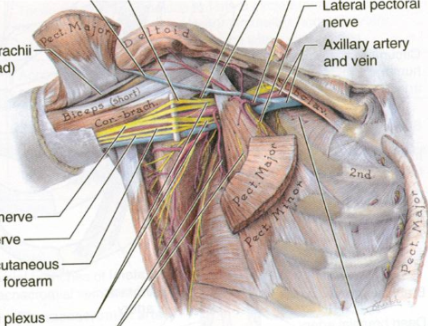 Lateral pectoral
nerve
Axillary artery
and vein
Pect. Major
Deltoid
rachii
ad)
Biceps (short)
Cor.-brach.
Pect. Major
Pect. Minor
2nd
Pect. Major
nerve
rve
cutaneous
forearm
plexus